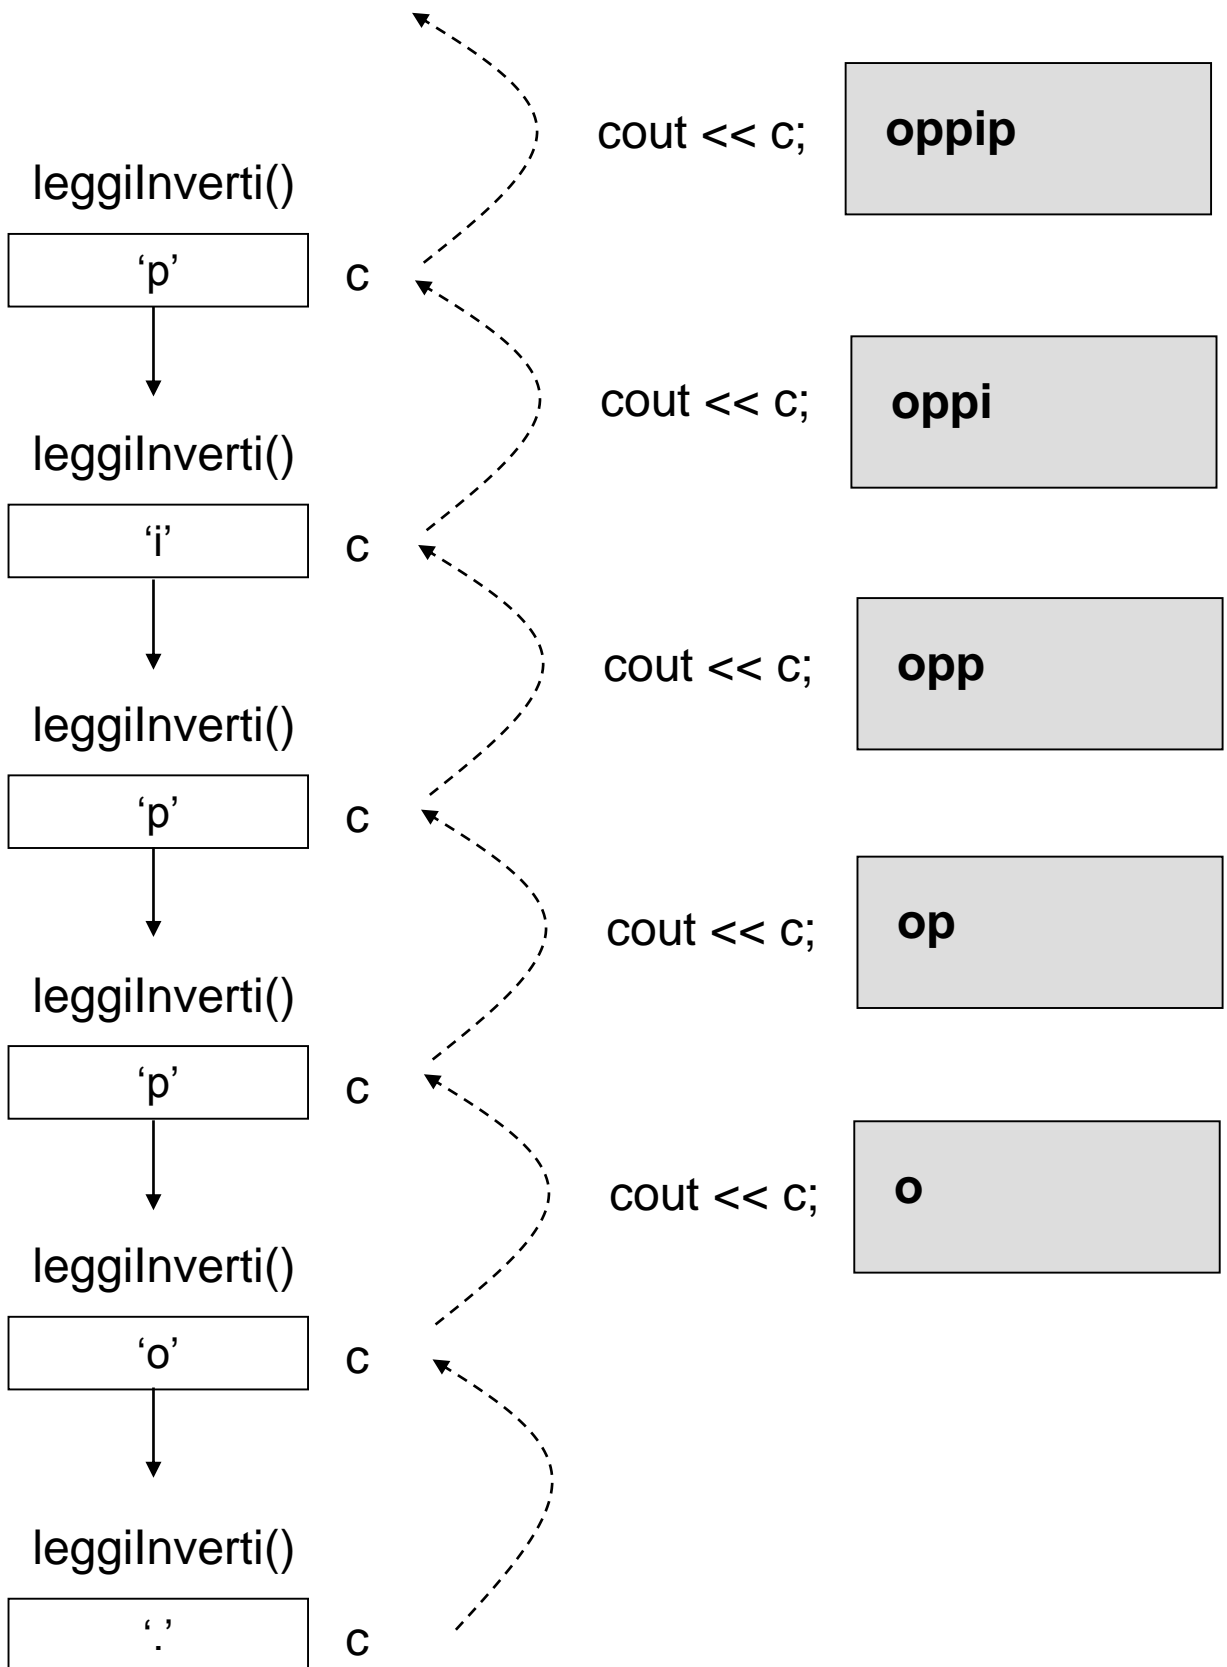 cout << c; oppip
leggiInverti()
‘p’ c
cout << c; oppi
leggiInverti()
‘i’ c
cout << c; opp
leggiInverti()
‘p’ c
cout << c; op
leggiInverti()
‘p’ c
cout << c; o
leggiInverti()
‘o’ c
leggiInverti()
‘.’ c